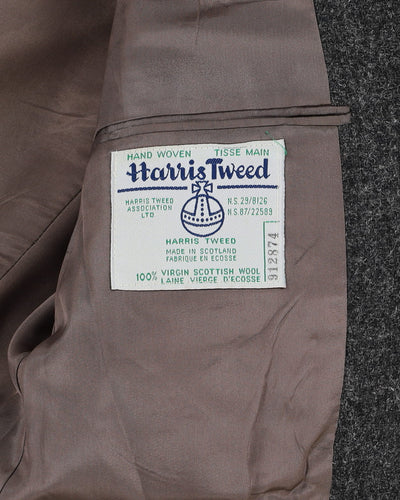 HAND WOVEN TISSE MAIN
Harris Tweed
HARRIS TWEED
ASSOCIATION
LTD
N.S. 29/8126
N.S. 87/22589
HARRIS TWEED
MADE IN SCOTLAND
FABRIQUE EN ECOSSE
100% VIRGIN SCOTTISH WOOL
LAINE VIERGE D'ECOSSE
912874